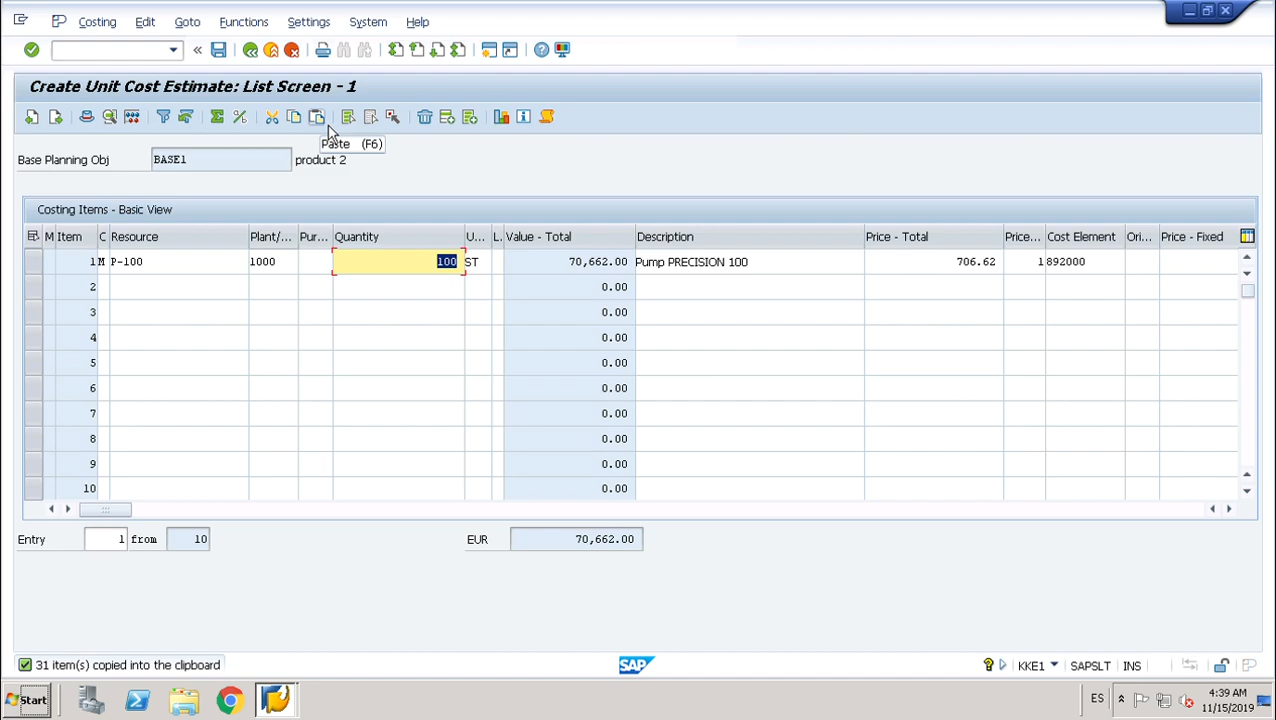 Costing Edit Goto Functions Settings System Help
Create Unit Cost Estimate: List Screen - 1
Paste (F6)
Base Planning Obj BASE1 product 2
Costing Items - Basic View
M Item C Resource Plant/... Pur... Quantity U... L. Value - Total Description Price - Total Price... Cost Element Ori... Price - Fixed
1 M P-100 1000 100 ST 70,662.00 Pump PRECISION 100 706.62 1 892000
2 0.00
3 0.00
4 0.00
5 0.00
6 0.00
7 0.00
8 0.00
9 0.00
10 0.00
Entry 1 from 10 EUR 70,662.00
31 item(s) copied into the clipboard SAP KKE1 SAPSLT INS
Start ES 4:39 AM
11/15/2019